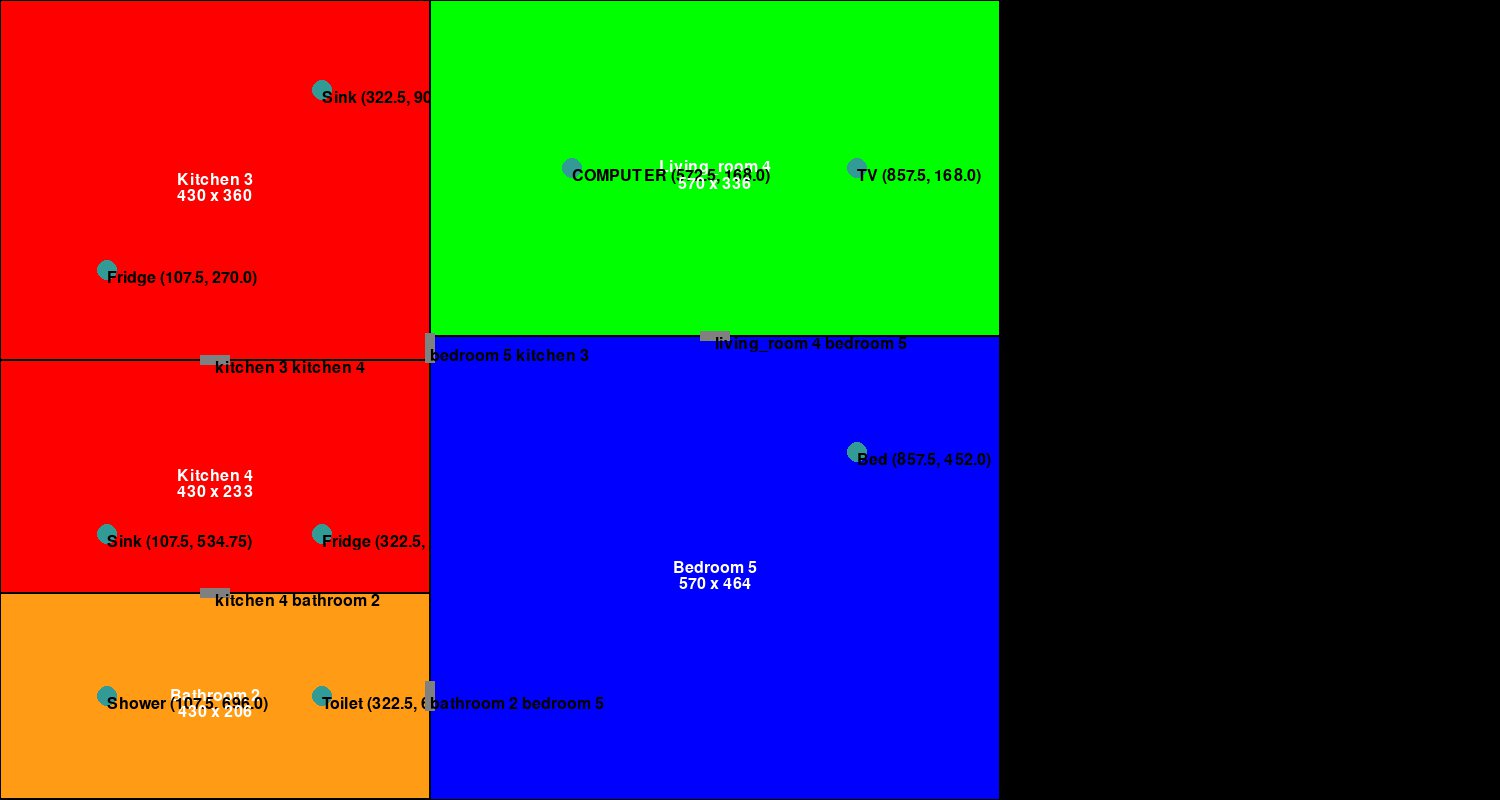 Sink (322.5, 90
Kitchen 3
430 x 360
Fridge (107.5, 270.0)
Living_room 4
570 x 336
COMPUTER (572.5, 168.0)
TV (857.5, 168.0)
living_room 4 bedroom 5
bedroom 5 kitchen 3
kitchen 3 kitchen 4
Kitchen 4
430 x 233
Sink (107.5, 534.75)
Fridge (322.5,
Bed (857.5, 452.0)
Bedroom 5
570 x 464
kitchen 4 bathroom 2
Bathroom 2
430 x 206
Shower (107.5, 696.0)
Toilet (322.5, 6
bathroom 2 bedroom 5